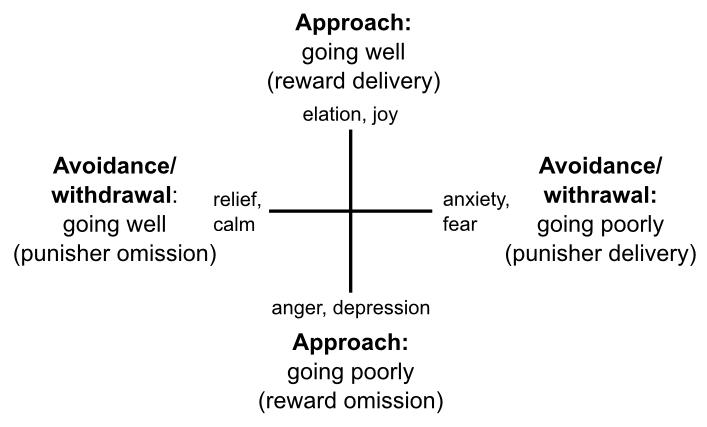 Approach:
going well
(reward delivery)
elation, joy
Avoidance/
withdrawal:
going well
(punisher omission)
relief,
calm
anxiety,
fear
Avoidance/
withrawal:
going poorly
(punisher delivery)
anger, depression
Approach:
going poorly
(reward omission)